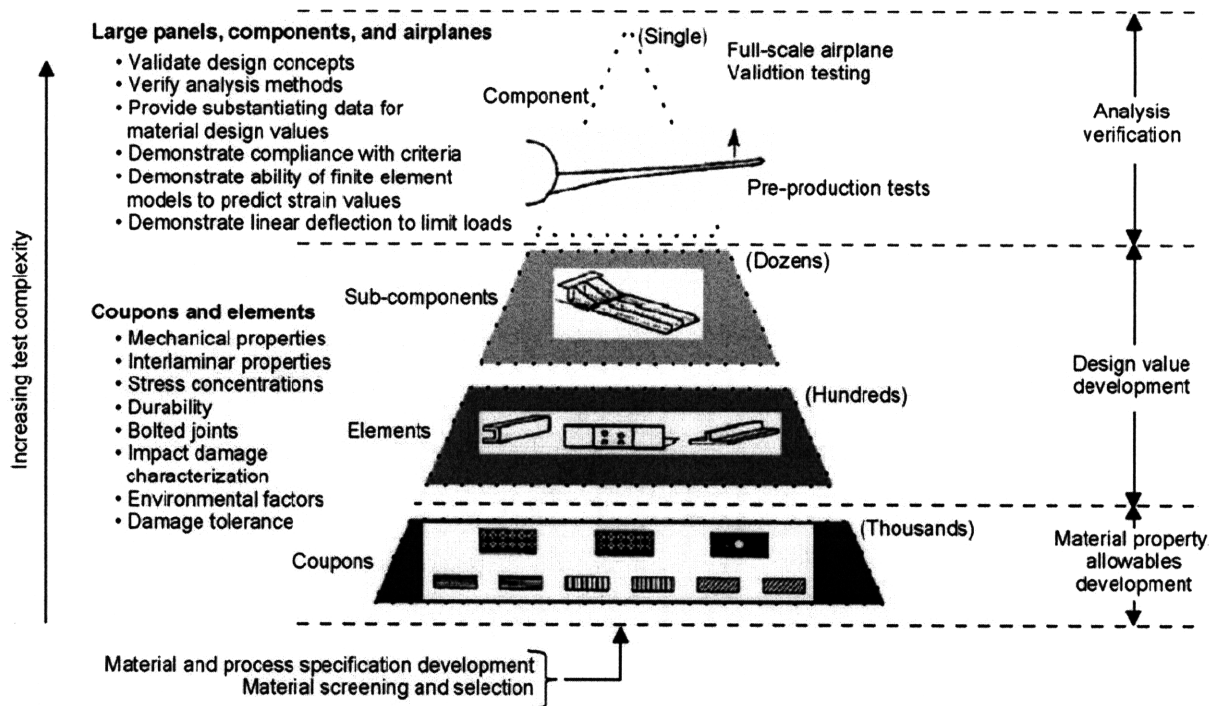 Large panels, components, and airplanes
• Validate design concepts
• Verify analysis methods
• Provide substantiating data for
material design values
• Demonstrate compliance with criteria
• Demonstrate ability of finite element
models to predict strain values
• Demonstrate linear deflection to limit loads
(Single)
Full-scale airplane
Validtion testing
Component
Pre-production tests
Analysis
verification
Increasing test complexity
Coupons and elements
• Mechanical properties
• Interlaminar properties
• Stress concentrations
• Durability
• Bolted joints
• Impact damage
characterization
• Environmental factors
• Damage tolerance
(Dozens)
Sub-components
(Hundreds)
Elements
Design value
development
(Thousands)
Coupons
Material property
allowables
development
Material and process specification development
Material screening and selection